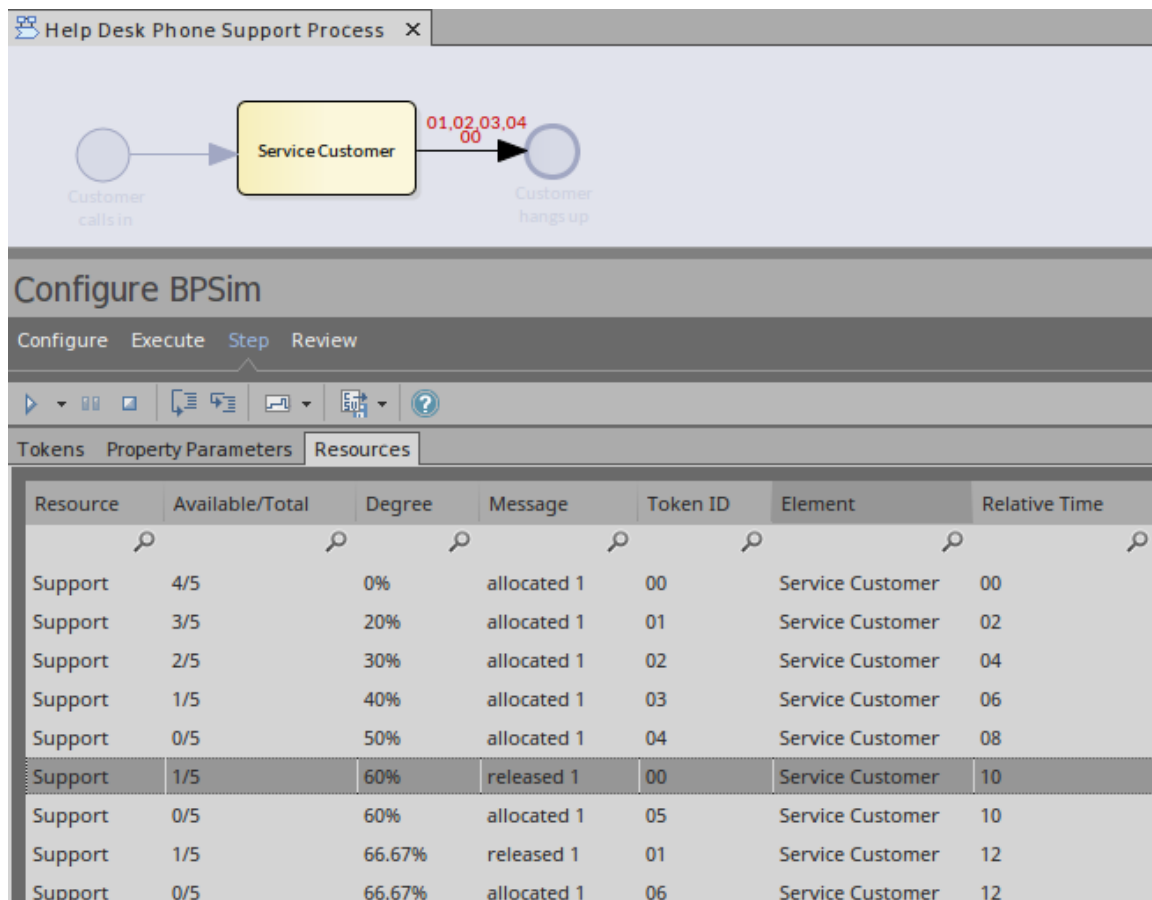 Help Desk Phone Support Process
01,02,03,04
00
Service Customer
Customer
calls in
Customer
hangs up
Configure BPSim
Configure Execute Step Review
Tokens Property Parameters Resources
Resource Available/Total Degree Message Token ID Element Relative Time
Support 4/5 0% allocated 1 00 Service Customer 00
Support 3/5 20% allocated 1 01 Service Customer 02
Support 2/5 30% allocated 1 02 Service Customer 04
Support 1/5 40% allocated 1 03 Service Customer 06
Support 0/5 50% allocated 1 04 Service Customer 08
Support 1/5 60% released 1 00 Service Customer 10
Support 0/5 60% allocated 1 05 Service Customer 10
Support 1/5 66.67% released 1 01 Service Customer 12
Support 0/5 66.67% allocated 1 06 Service Customer 12